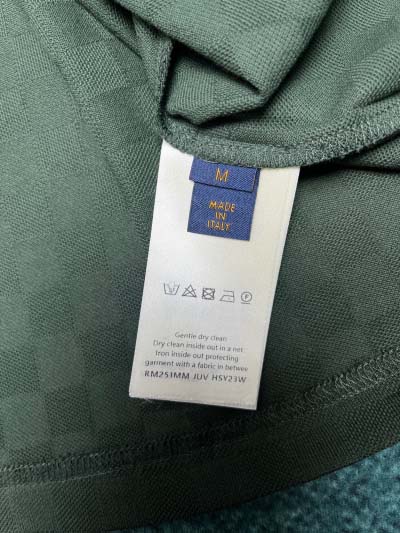 M
MADE
IN
ITALY
Gentle dry clean
Dry clean inside out in a net
Iron inside out protecting
garment with a fabric in betwee
RM251MM JUV HSY23W